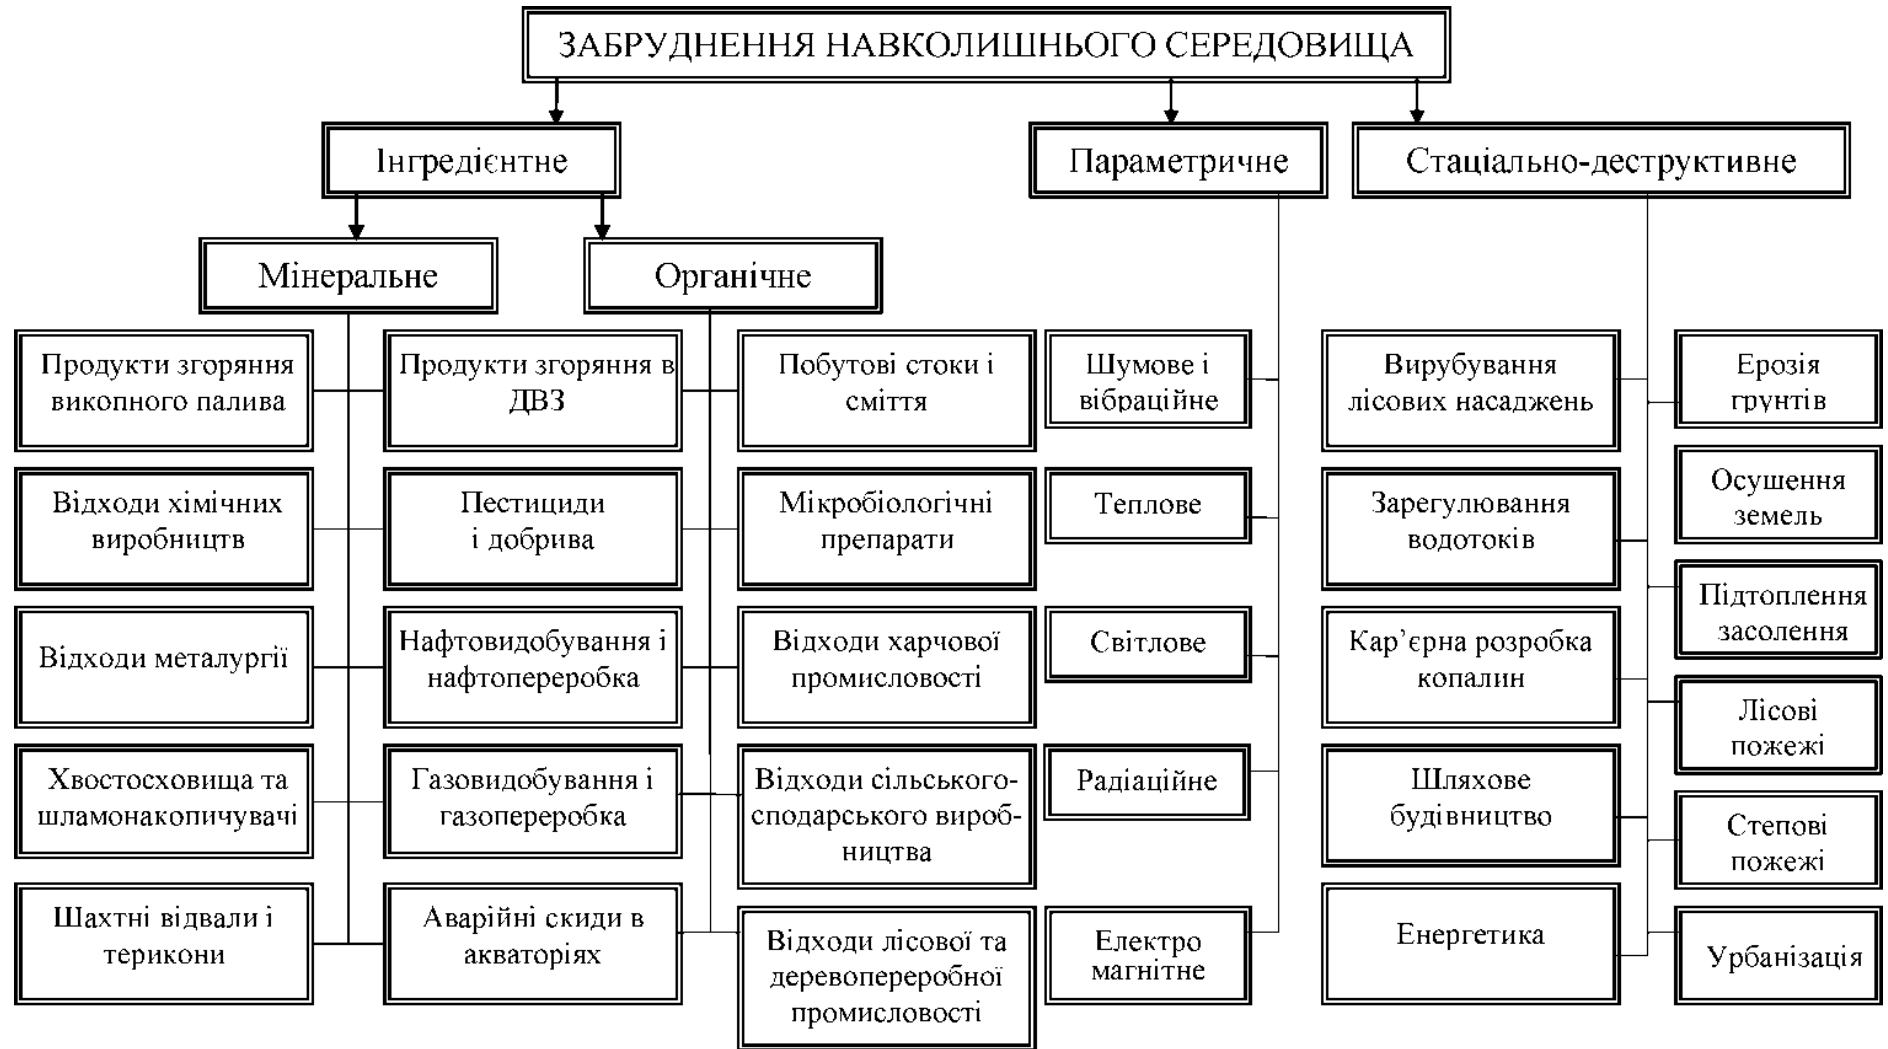 ЗАБРУДНЕННЯ НАВКОЛИШНЬОГО СЕРЕДОВИЩА
Інгредієнтне
Параметричне
Стаціально-деструктивне
Мінеральне
Органічне
Продукти згоряння
викопного палива
Відходи хімічних
виробництв
Відходи металургії
Хвостосховища та
шламонакопичувачі
Шахтні відвали і
терикони
Продукти згоряння в
ДВЗ
Пестициди
і добрива
Нафтовидобування і
нафтопереробка
Газовидобування і
газопереробка
Аварійні скиди в
акваторіях
Побутові стоки і
сміття
Мікробіологічні
препарати
Відходи харчової
промисловості
Відходи сільського-
сподарського вироб-
ництва
Відходи лісової та
деревопереробної
промисловості
Шумове і
вібраційне
Теплове
Світлове
Радіаційне
Електро
магнітне
Вирубування
лісових насаджень
Зарегулювання
водотоків
Кар’єрна розробка
копалин
Шляхове
будівництво
Енергетика
Ерозія
грунтів
Осушення
земель
Підтоплення
засолення
Лісові
пожежі
Степові
пожежі
Урбанізація